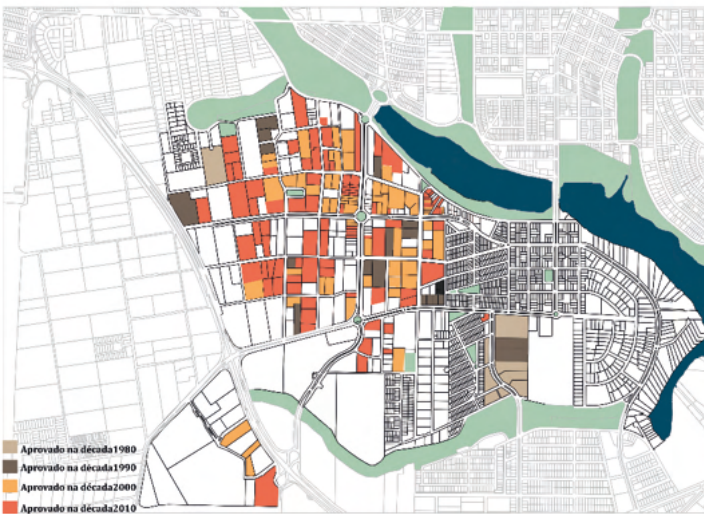 Aprovado na década1980
Aprovado na década1990
Aprovado na década2000
Aprovado na década2010